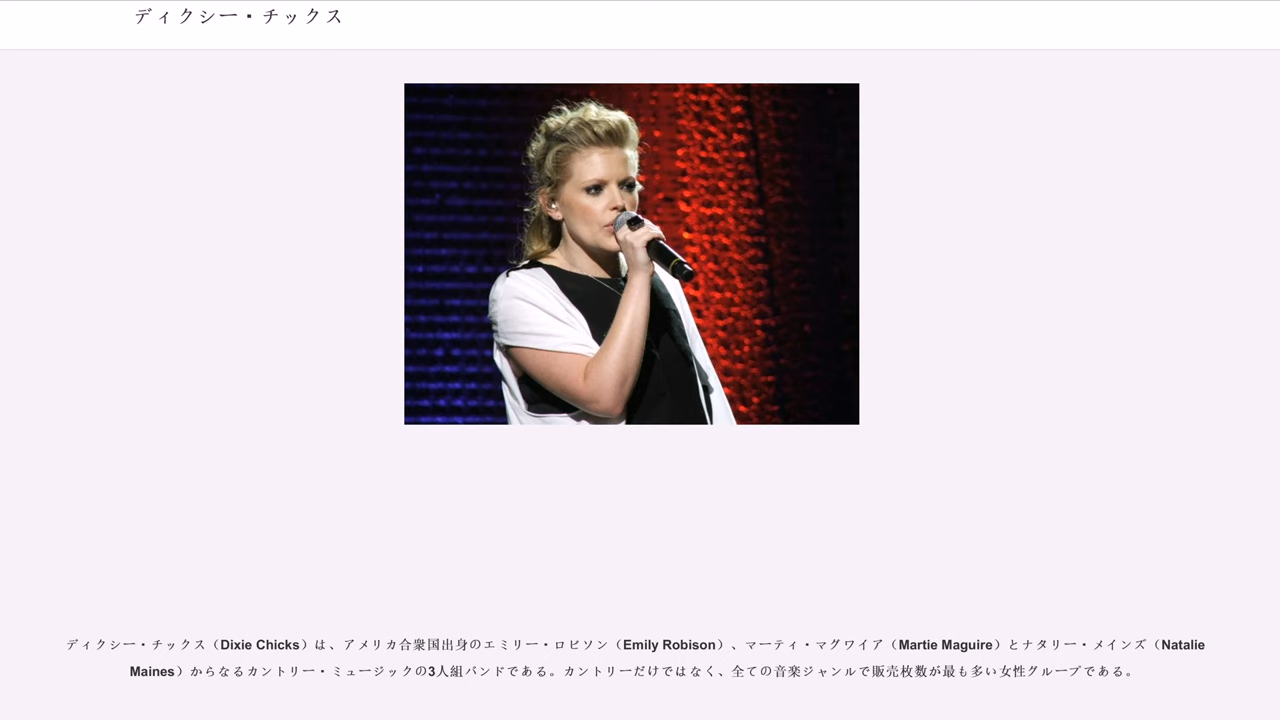 ディクシー・チックス
ディクシー・チックス（Dixie Chicks）は、アメリカ合衆国出身のエミリー・ロビソン（Emily Robison）、マーティ・マグワイア（Martie Maguire）とナタリー・メインズ（Natalie
Maines）からなるカントリー・ミュージックの3人組バンドである。カントリーだけではなく、全ての音楽ジャンルで販売枚数が最も多い女性グループである。